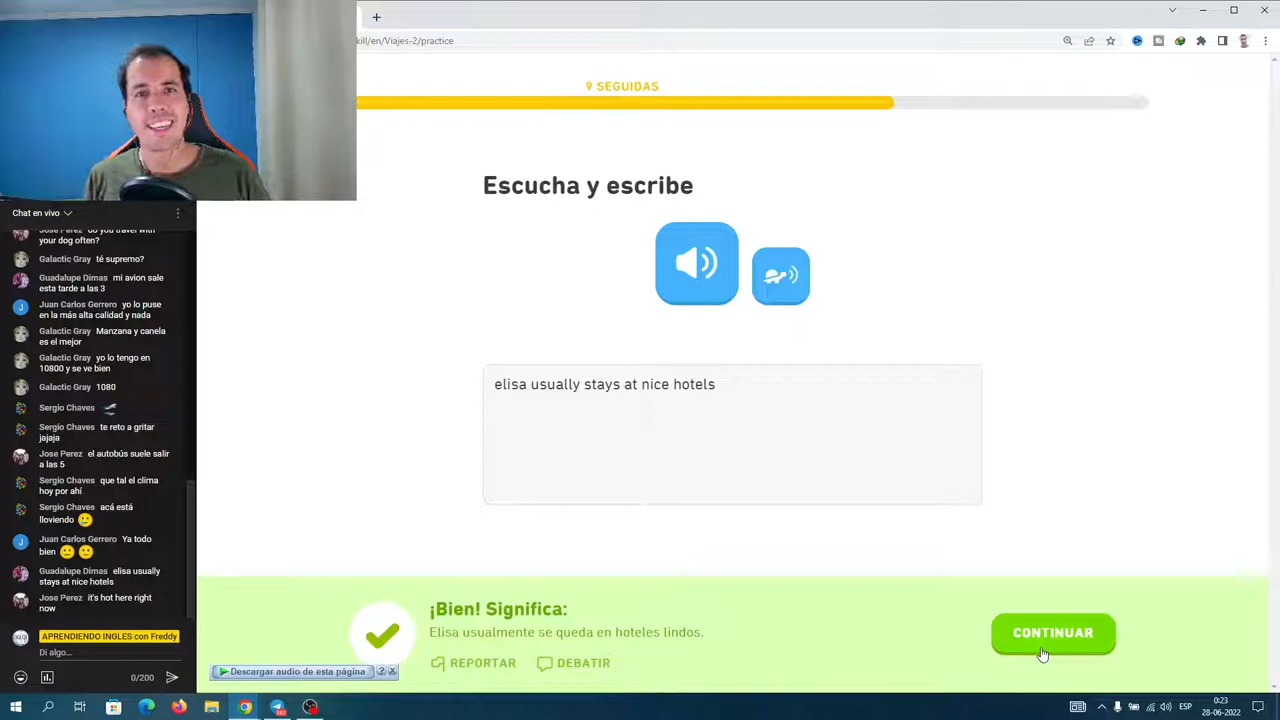 kill/en/Viajes-2/practice
9 SEGUIDAS
Escucha y escribe
elisa usually stays at nice hotels
¡Bien! Significa:
Elisa usualmente se queda en hoteles lindos.
REPORTAR
DEBATIR
CONTINUAR
Descargar audio de esta página
Chat en vivo
Jose Perez do you travel with
your dog often?
Galactic Gray té supremo?
Guadalupe Dimas mi avion sale
esta tarde a las 3
Juan Carlos Gerrero yo lo puse
en la más alta calidad y nada
Galactic Gray Manzana y canela
es el mejor
Galactic Gray yo lo tengo en
10800 y se ve bien
Galactic Gray 1080
Sergio Chaves
Sergio Chaves te reto a gritar
jajaja
Jose Perez el autobús suele salir
a las 5
Sergio Chaves que tal el clima
hoy por ahí
Sergio Chaves acá está
lloviendo
Juan Carlos Gerrero Ya todo
bien
Guadalupe Dimas elisa usually
stays at nice hotels
Jose Perez it's hot here right
now
APRENDIENDO INGLES con Freddy
Di algo...
0/200
ESP
0:23
28-06-2022